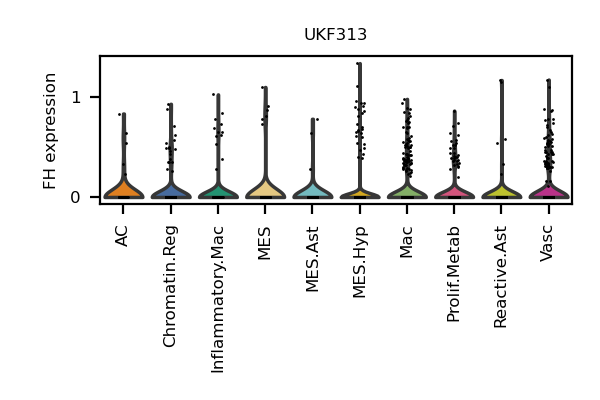 UKF313
FH expression
1
0
AC
Chromatin.Reg
Inflammatory.Mac
MES
MES.Ast
MES.Hyp
Mac
Prolif.Metab
Reactive.Ast
Vasc